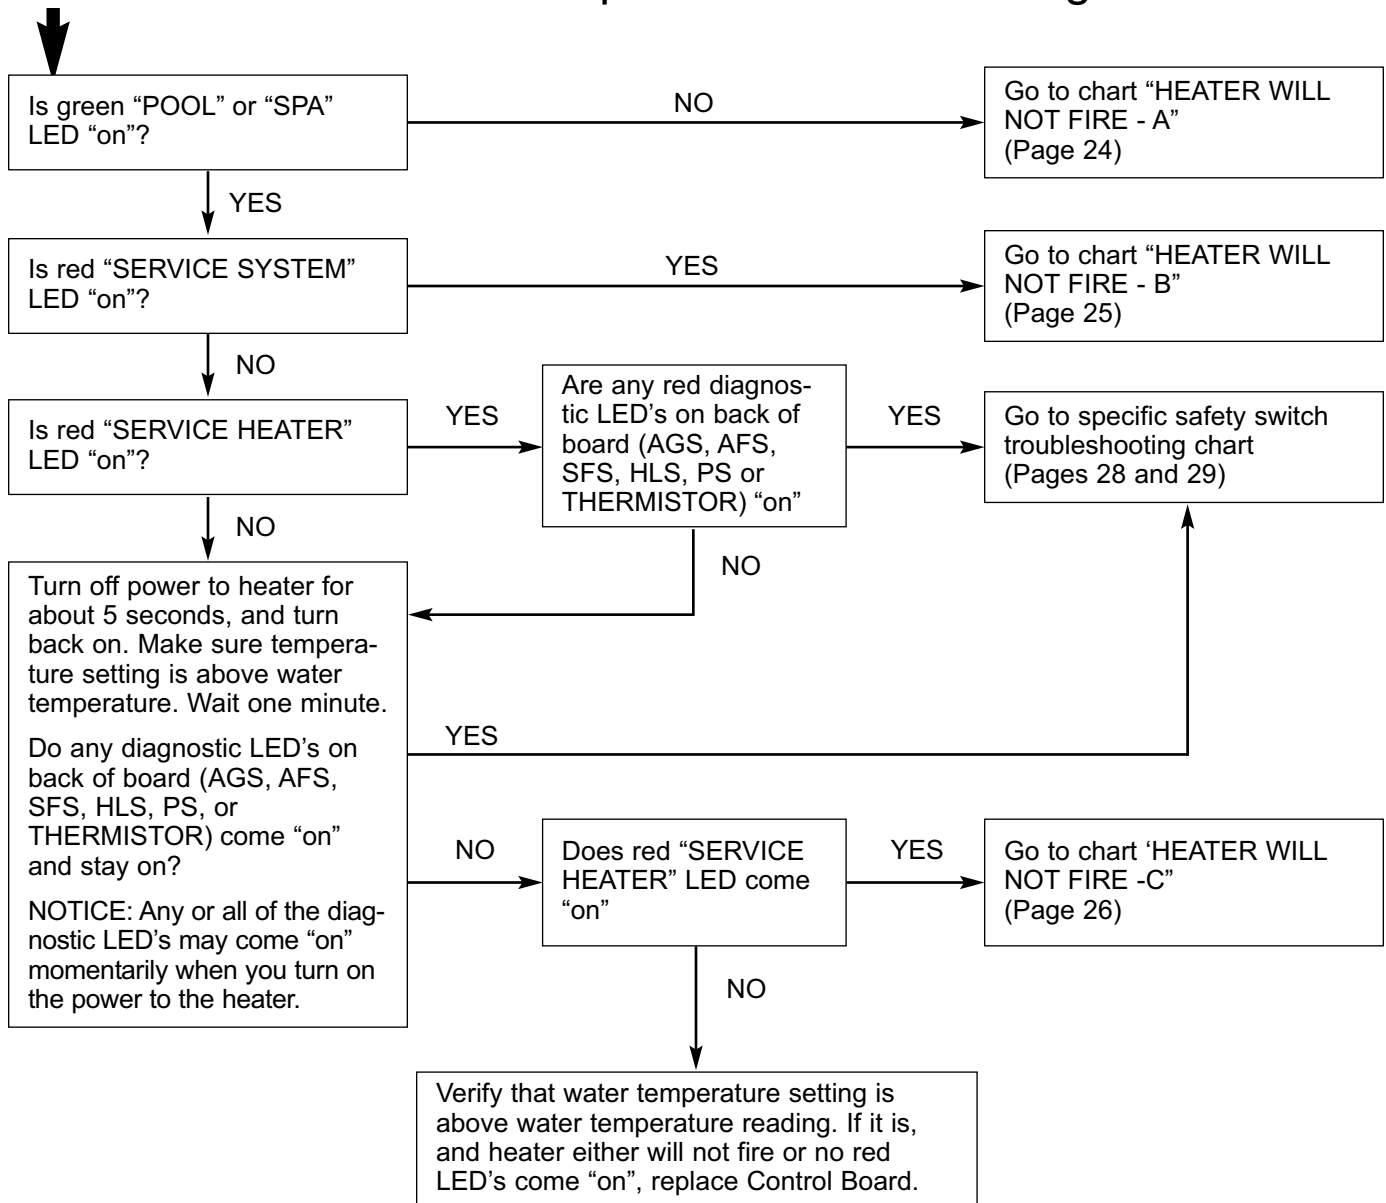 Is green “POOL” or “SPA”
LED “on”?
NO
Go to chart “HEATER WILL
NOT FIRE - A”
(Page 24)
YES
Is red “SERVICE SYSTEM”
LED “on”?
YES
Go to chart “HEATER WILL
NOT FIRE - B”
(Page 25)
NO
Is red “SERVICE HEATER”
LED “on”?
YES
Are any red diagnos-
tic LED's on back of
board (AGS, AFS,
SFS, HLS, PS or
THERMISTOR) “on”
YES
Go to specific safety switch
troubleshooting chart
(Pages 28 and 29)
NO
NO
Turn off power to heater for
about 5 seconds, and turn
back on. Make sure tempera-
ture setting is above water
temperature. Wait one minute.
Do any diagnostic LED's on
back of board (AGS, AFS,
SFS, HLS, PS, or
THERMISTOR) come “on”
and stay on?
NOTICE: Any or all of the diag-
nostic LED's may come “on”
momentarily when you turn on
the power to the heater.
YES
NO
Does red “SERVICE
HEATER” LED come
“on”
YES
Go to chart ‘HEATER WILL
NOT FIRE -C”
(Page 26)
NO
Verify that water temperature setting is
above water temperature reading. If it is,
and heater either will not fire or no red
LED's come “on”, replace Control Board.